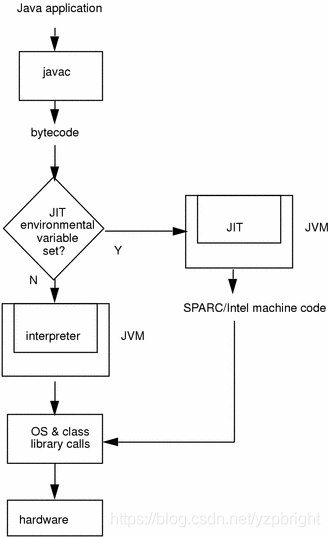 Java application
javac
bytecode
JIT
environmental
variable
set?
Y
JIT
JVM
N
SPARC/Intel machine code
interpreter
JVM
OS & class
library calls
hardware
https://blog.csdn.net/yzpbright